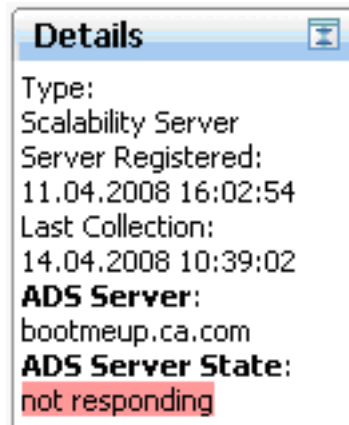 Details
Type:
Scalability Server
Server Registered:
11.04.2008 16:02:54
Last Collection:
14.04.2008 10:39:02
ADS Server:
bootmeup.ca.com
ADS Server State:
not responding